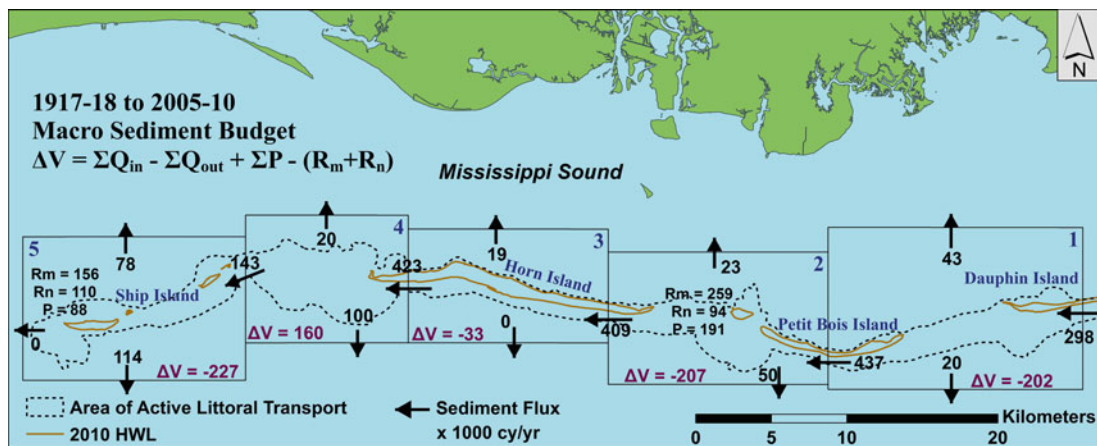 1917-18 to 2005-10
Macro Sediment Budget
ΔV = ΣQin - ΣQout + ΣP - (Rm+Rn)
N
Mississippi Sound
5
78
Rm = 156
Rn = 110
P = 88
Ship Island
143
0
114
ΔV = -227
4
20
423
100
ΔV = 160
3
19
Horn Island
0
409
ΔV = -33
2
23
Rm = 259
Rn = 94
P = 191
Petit Bois Island
437
50
ΔV = -207
1
43
Dauphin Island
298
20
ΔV = -202
Area of Active Littoral Transport
2010 HWL
Sediment Flux
x 1000 cy/yr
Kilometers
0 5 10 20